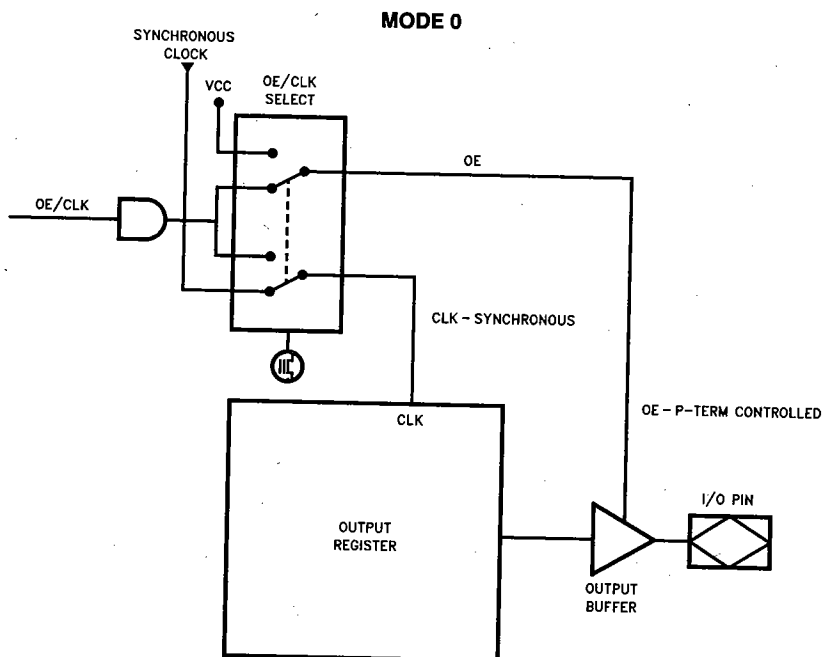 MODE 0
SYNCHRONOUS
CLOCK
VCC
OE/CLK
SELECT
OE
OE/CLK
CLK - SYNCHRONOUS
CLK
OE - P-TERM CONTROLLED
I/O PIN
OUTPUT
REGISTER
OUTPUT
BUFFER